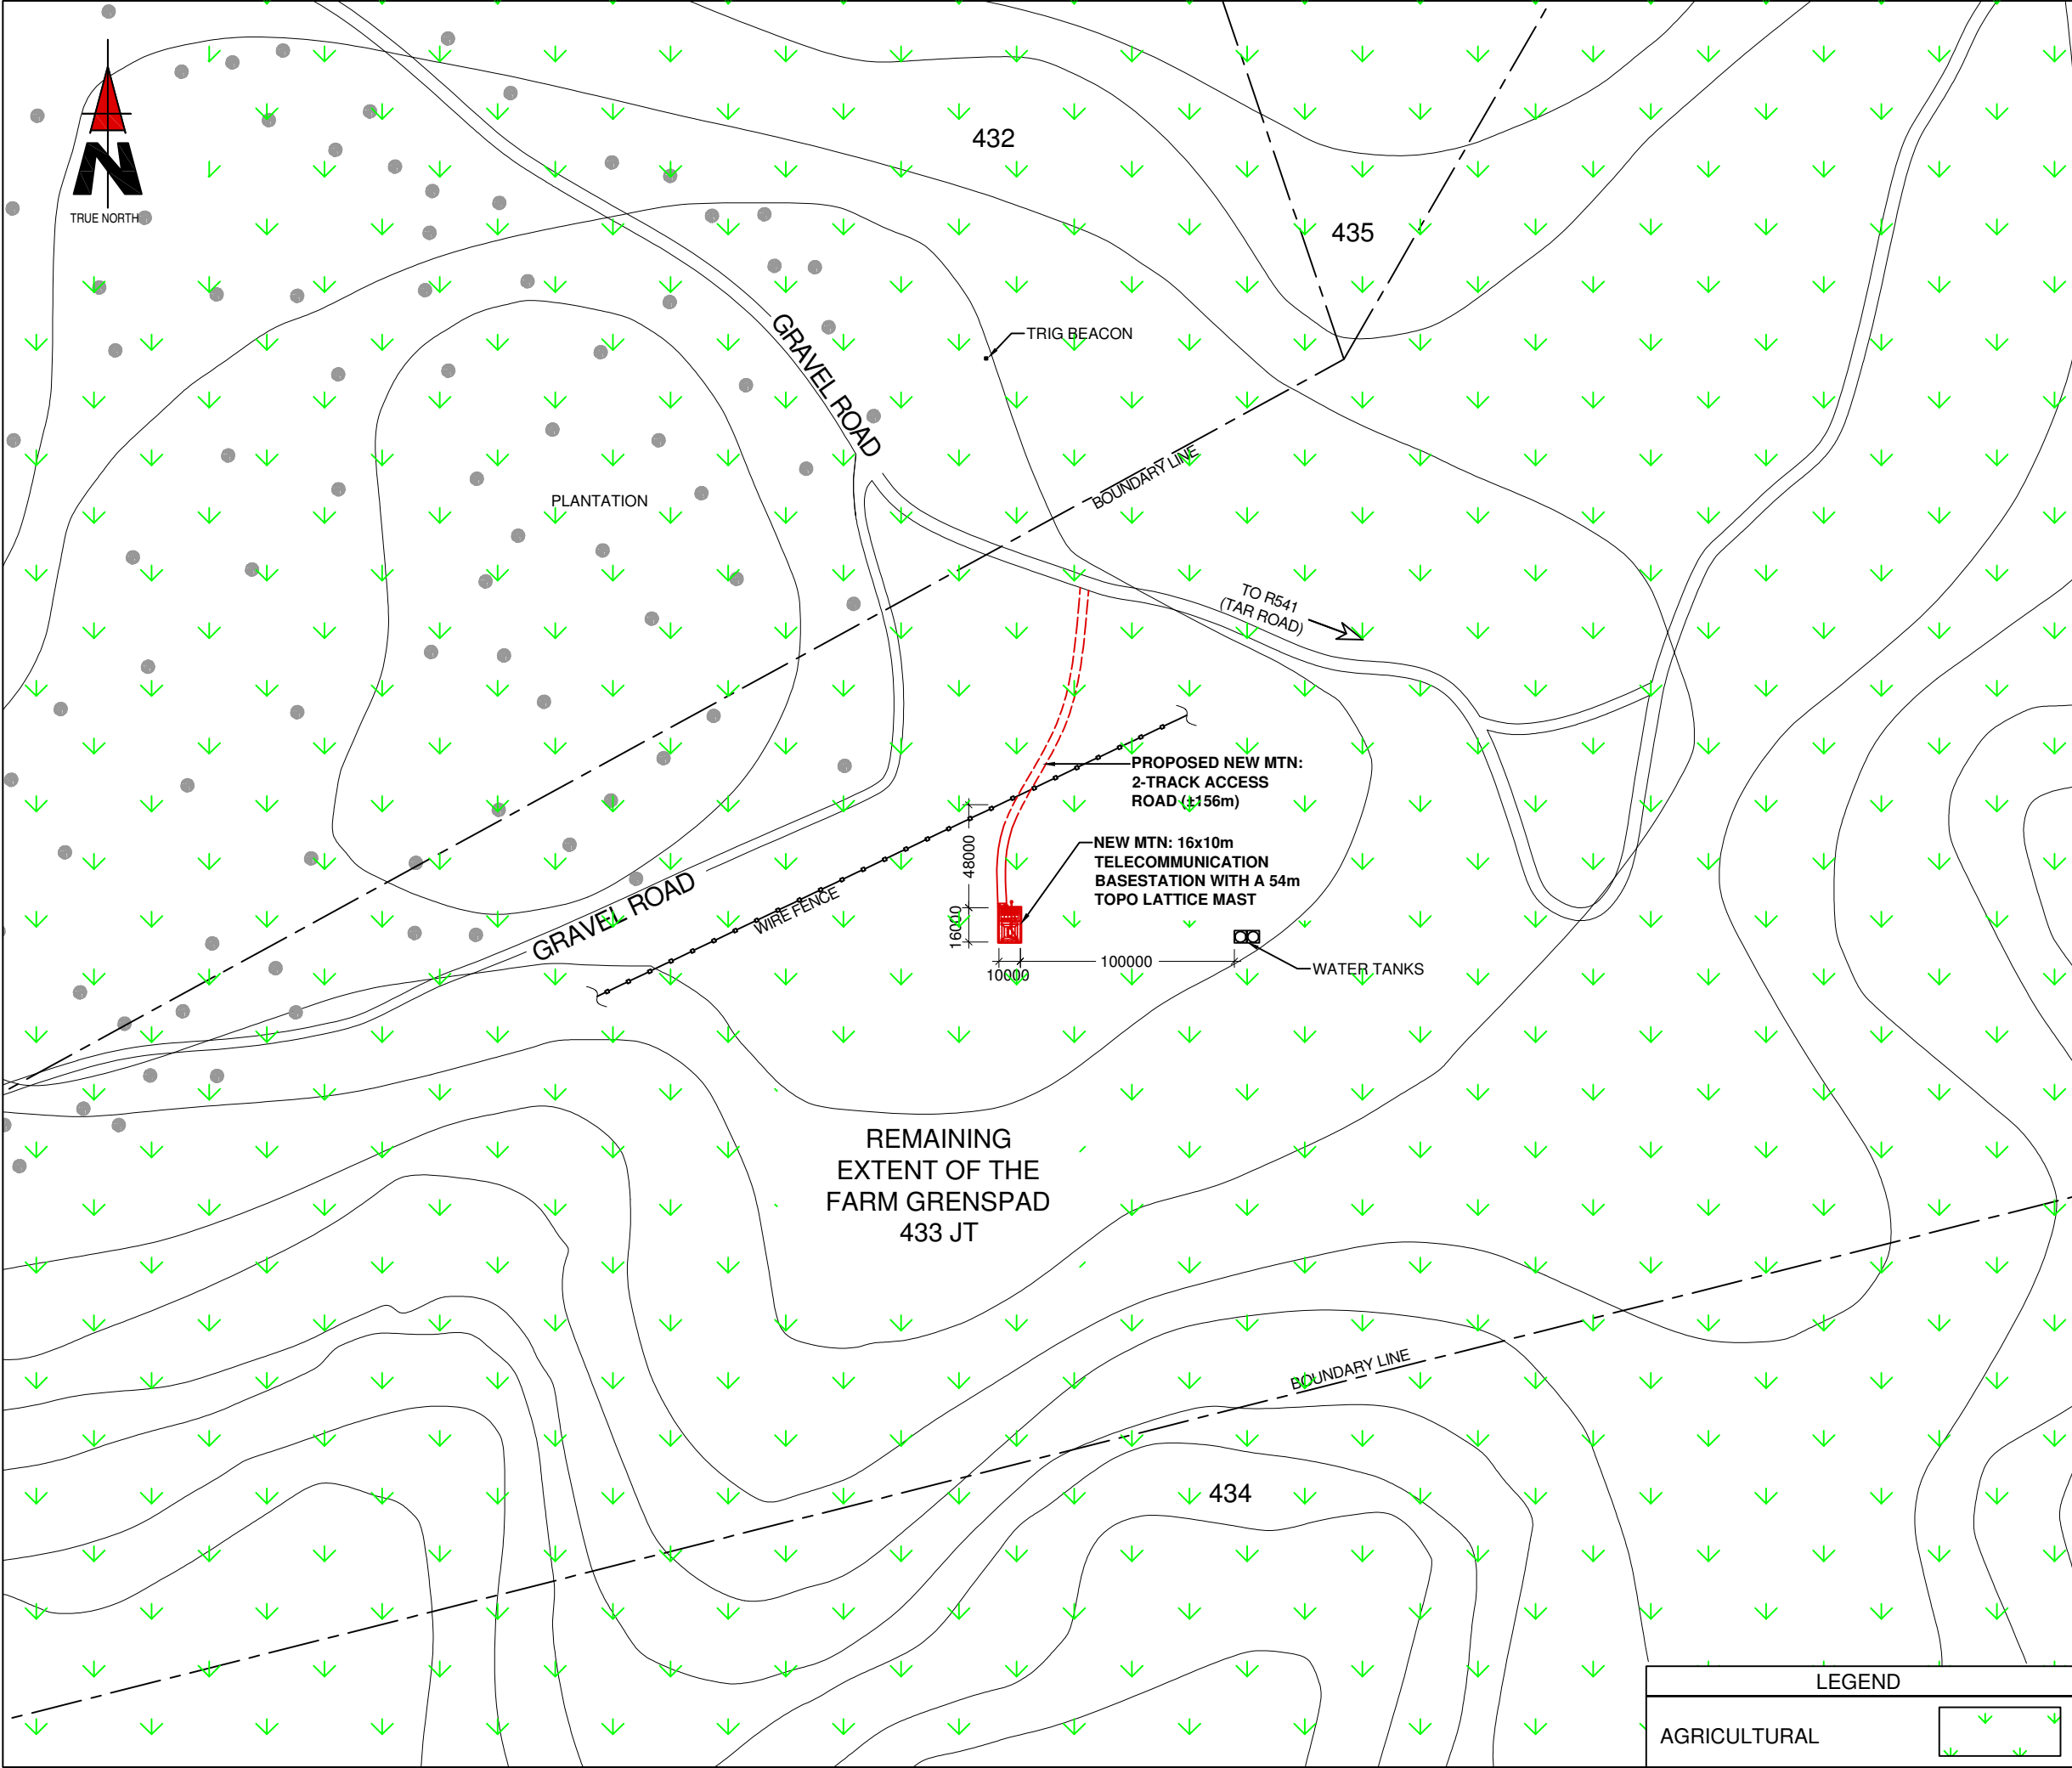 432
N
TRUE NORTH
435
TRIG BEACON
GRAVEL ROAD
BOUNDARY LINE
PLANTATION
TO R541
(TAR ROAD)
PROPOSED NEW MTN:
2-TRACK ACCESS
ROAD (±156m)
NEW MTN: 16x10m
TELECOMMUNICATION
BASESTATION WITH A 54m
TOPO LATTICE MAST
48000
16000
10000
100000
GRAVEL ROAD
WIRE FENCE
WATER TANKS
REMAINING
EXTENT OF THE
FARM GRENSPAD
433 JT
BOUNDARY LINE
434
LEGEND
AGRICULTURAL